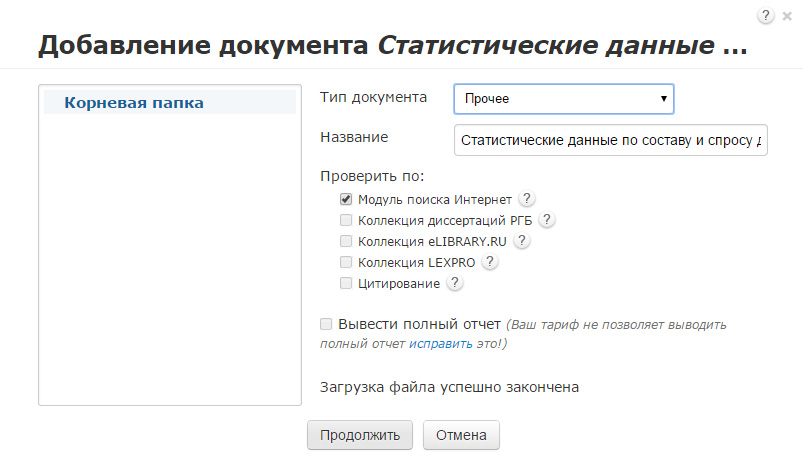 Добавление документа Статистические данные ...
Корневая папка
Тип документа
Прочее
Название
Статистические данные по составу и спросу д
Проверить по:
Модуль поиска Интернет ?
Коллекция диссертаций РГБ ?
Коллекция eLIBRARY.RU ?
Коллекция LEXPRO ?
Цитирование ?
Вывести полный отчет (Ваш тариф не позволяет выводить
полный отчет исправить это!)
Загрузка файла успешно закончена
Продолжить
Отмена